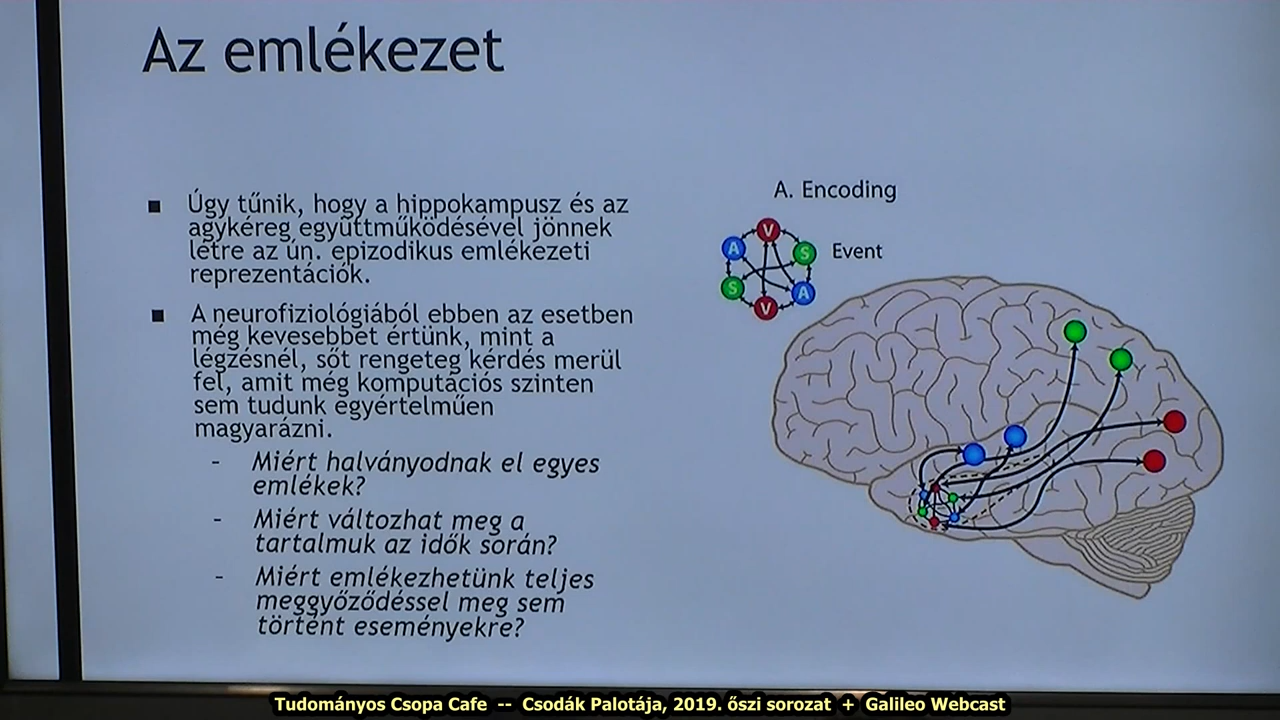 Az emlékezet
■ Úgy tűnik, hogy a hippokampusz és az
agykéreg együttműködésével jönnek
létre az ún. epizodikus emlékezeti
reprezentációk.
■ A neurofiziológiából ebben az esetben
még kevesebbet értünk, mint a
légzésnél, sőt rengeteg kérdés merül
fel, amit még komputációs szinten
sem tudunk egyértelműen
magyarázni.
- Miért halványodnak el egyes
emlékek?
- Miért változhat meg a
tartalmuk az idők során?
- Miért emlékezhetünk teljes
meggyőződéssel meg sem
történt eseményekre?
A. Encoding
V
A
S
Event
S
A
V
Tudományos Csopa Cafe -- Csodák Palotája, 2019. őszi sorozat + Galileo Webcast